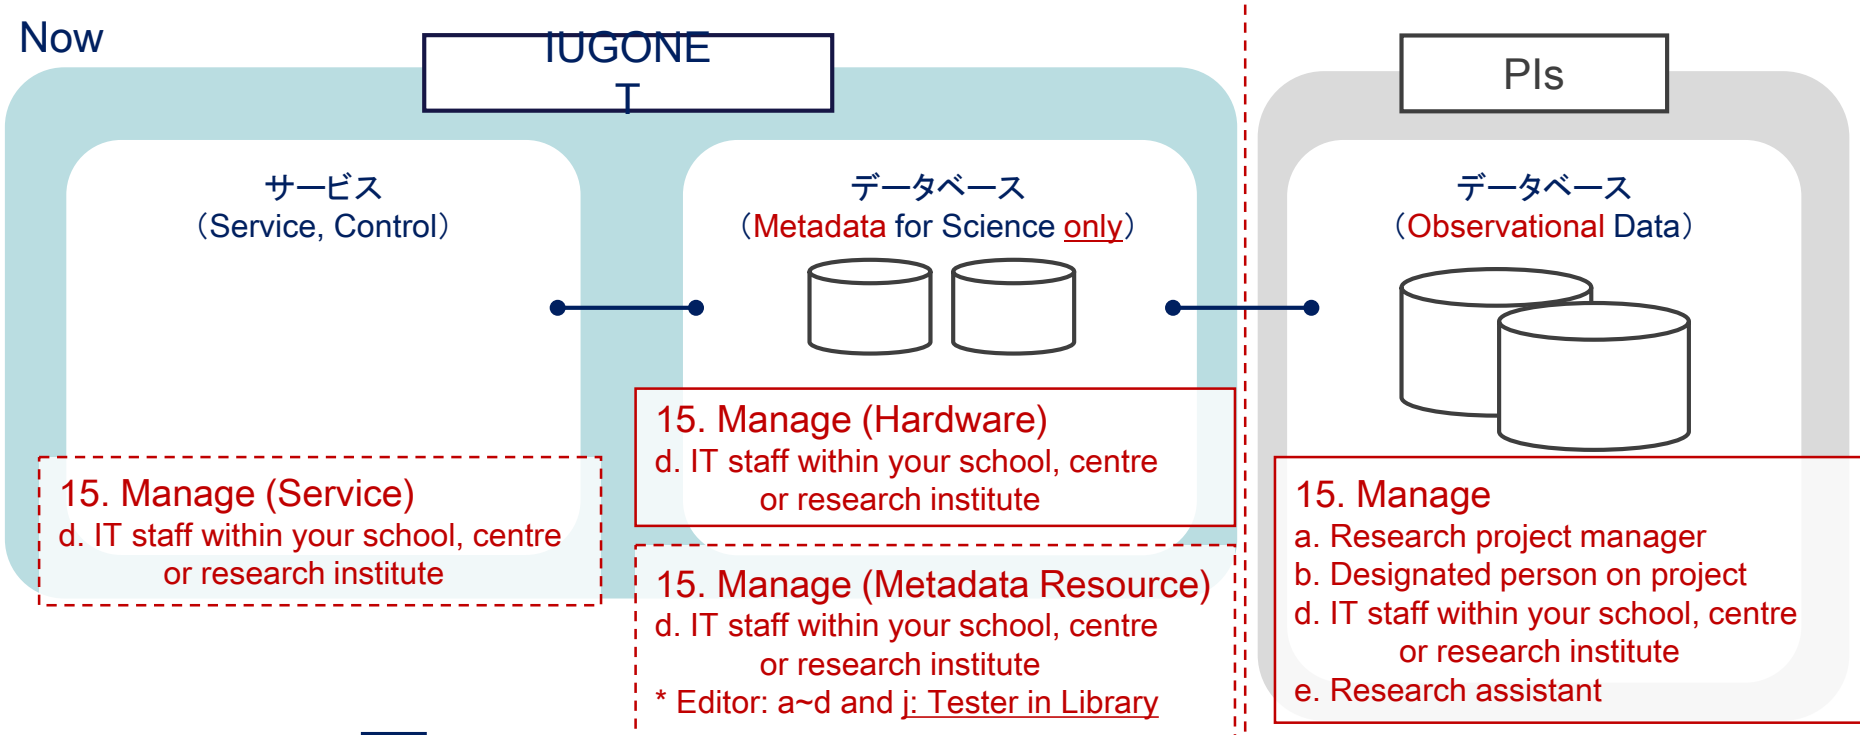 Now
IUGONE
T
PIs
サービス
（Service, Control）
データベース
（Metadata for Science only）
データベース
（Observational Data）
15. Manage (Service)
d. IT staff within your school, centre
or research institute
15. Manage (Hardware)
d. IT staff within your school, centre
or research institute
15. Manage (Metadata Resource)
d. IT staff within your school, centre
or research institute
* Editor: a~d and j: Tester in Library
15. Manage
a. Research project manager
b. Designated person on project
d. IT staff within your school, centre
or research institute
e. Research assistant